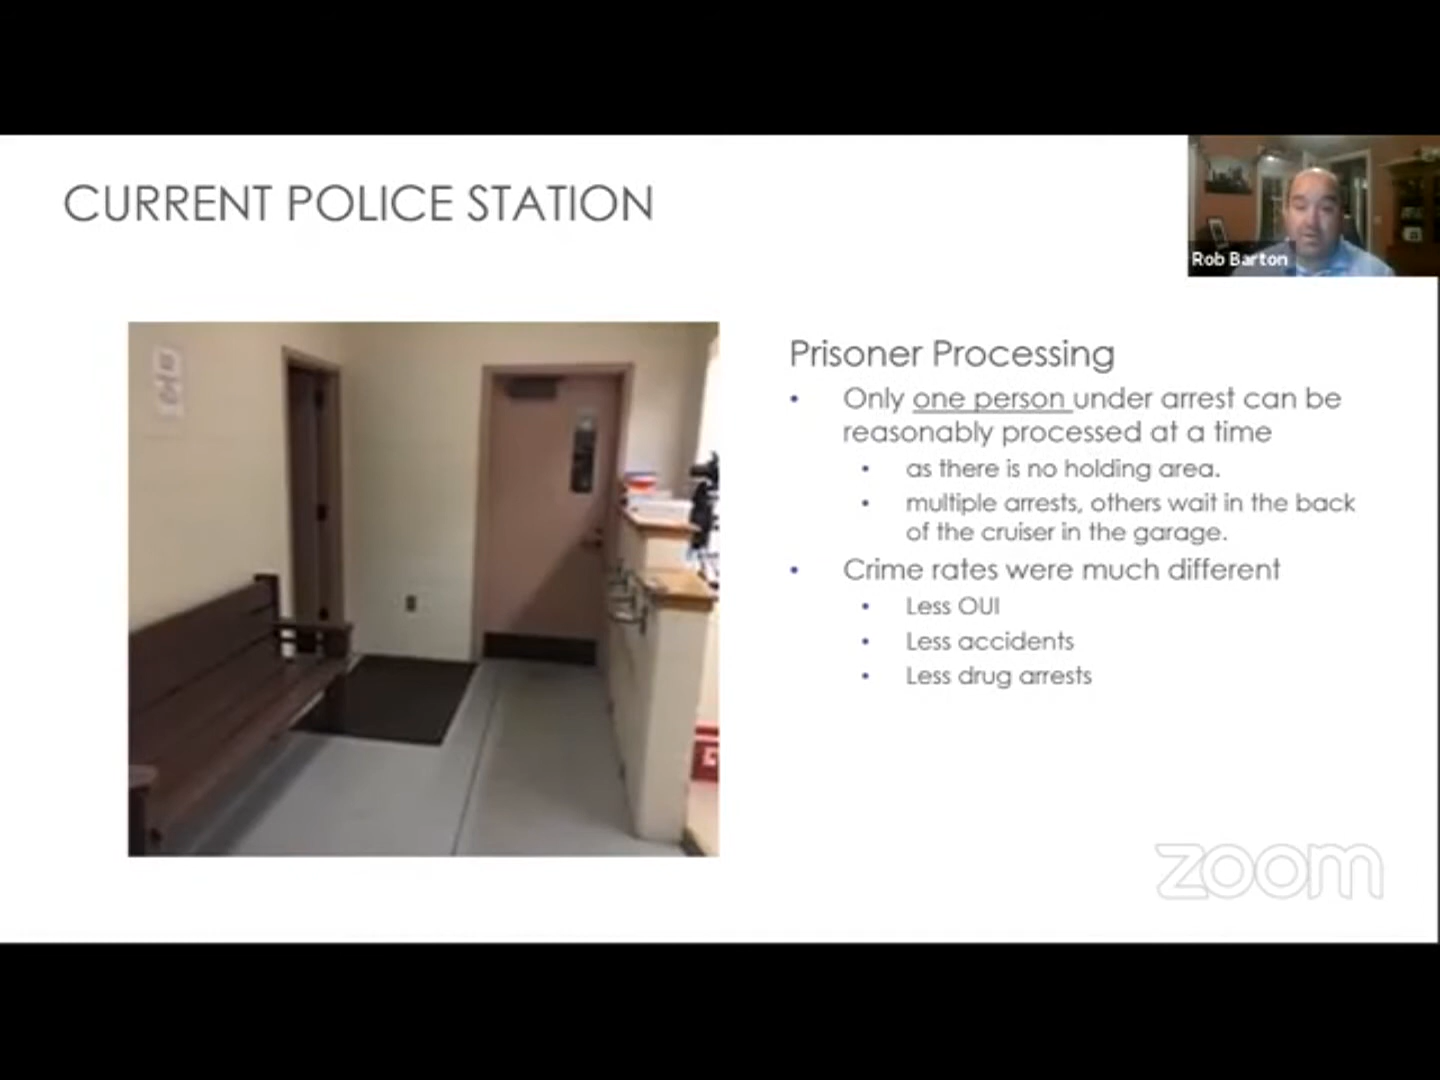 CURRENT POLICE STATION
Rob Barton
Prisoner Processing
• Only one person under arrest can be
reasonably processed at a time
• as there is no holding area.
• multiple arrests, others wait in the back
of the cruiser in the garage.
• Crime rates were much different
• Less OUI
• Less accidents
• Less drug arrests
zoom